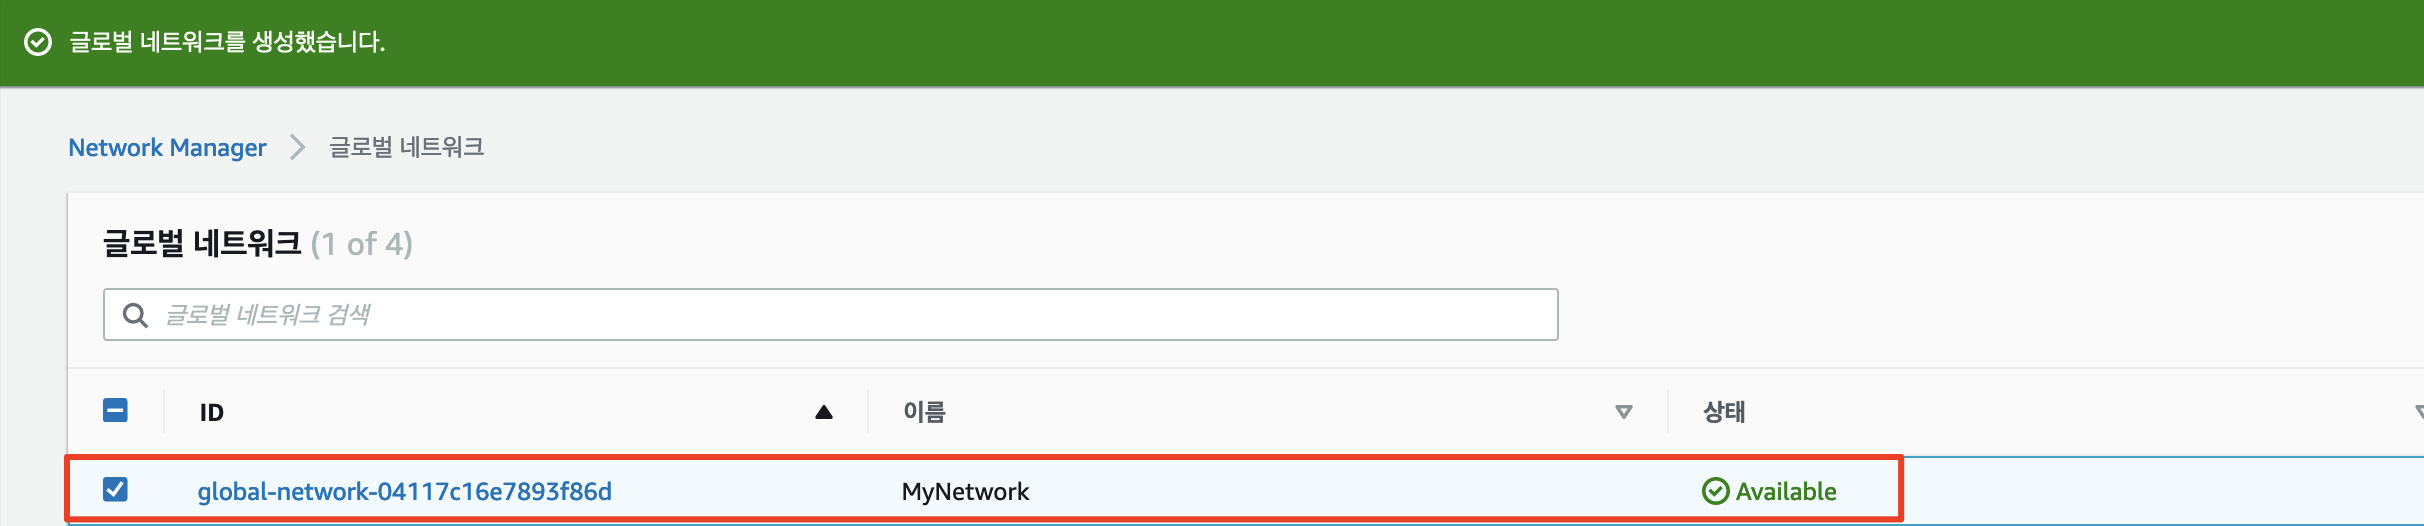 글로벌 네트워크를 생성했습니다.
Network Manager > 글로벌 네트워크
글로벌 네트워크 (1 of 4)
글로벌 네트워크 검색
ID 이름 상태
global-network-04117c16e7893f86d MyNetwork Available